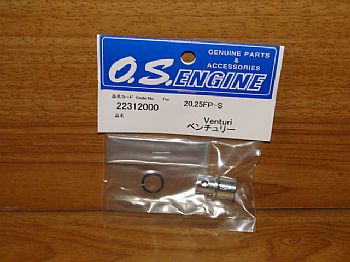 GENUINE PARTS
&
ACCESSORIES
O.S.ENGINE
品名コード Code No. For
22312000 20,25FP-S
品名 Venturi
ベンチュリー